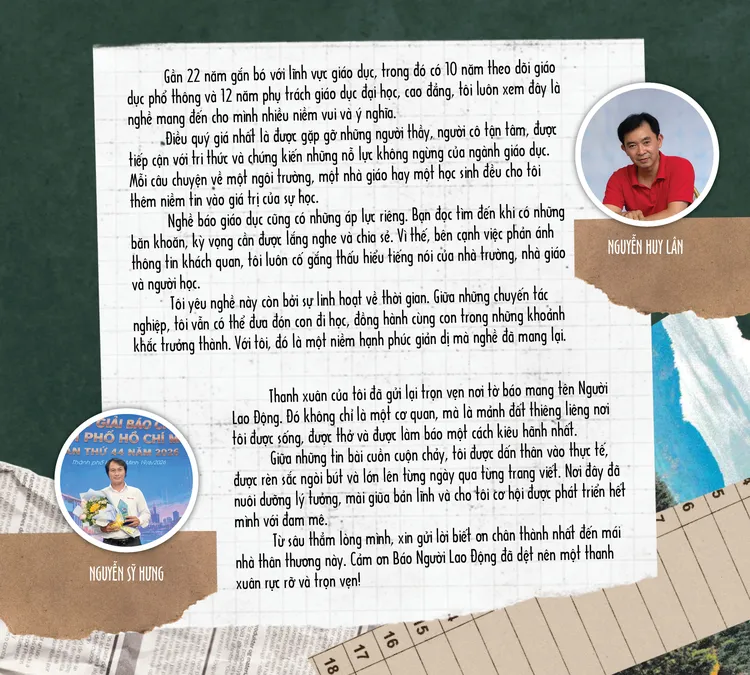 Gần 22 năm gắn bó với lĩnh vực giáo dục, trong đó có 10 năm theo dõi giáo
dục phổ thông và 12 năm phụ trách giáo dục đại học, cao đẳng, tôi luôn xem đây là
nghề mang đến cho mình nhiều niềm vui và ý nghĩa.
Điều quý giá nhất là được gặp gỡ những người thầy, người cô tận tâm, được
tiếp cận với tri thức và chứng kiến những nỗ lực không ngừng của ngành giáo dục.
Mỗi câu chuyện về một ngôi trường, một nhà giáo hay một học sinh đều cho tôi
thêm niềm tin vào giá trị của sự học.
Nghề báo giáo dục cũng có những áp lực riêng. Bạn đọc tìm đến khi có những
băn khoăn, kỳ vọng cần được lắng nghe và chia sẻ. Vì thế, bên cạnh việc phản ánh
thông tin khách quan, tôi luôn cố gắng thấu hiểu tiếng nói của nhà trường, nhà giáo
và người học.
Tôi yêu nghề này còn bởi sự linh hoạt về thời gian. Giữa những chuyến tác
nghiệp, tôi vẫn có thể đưa đón con đi học, đồng hành cùng con trong những khoảnh
khắc trưởng thành. Với tôi, đó là một niềm hạnh phúc giản dị mà nghề đã mang lại.
NGUYỄN HUY LÂN
Thanh xuân của tôi đã gửi lại trọn vẹn nơi tờ báo mang tên Người
Lao Động. Đó không chỉ là một cơ quan, mà là mảnh đất thiêng liêng nơi
tôi được sống, được thở và được làm báo một cách kiêu hãnh nhất.
Giữa những tin bài cuồn cuộn chảy, tôi được dấn thân vào thực tế,
được rèn sắc ngòi bút và lớn lên từng ngày qua từng trang viết. Nơi đây đã
nuôi dưỡng lý tưởng, mài giũa bản lĩnh và cho tôi cơ hội được phát triển hết
mình với đam mê.
Từ sâu thẳm lòng mình, xin gửi lời biết ơn chân thành nhất đến mái
nhà thân thương này. Cảm ơn Báo Người Lao Động đã dệt nên một thanh
xuân rực rỡ và trọn vẹn!
GIẢI BÁO C
PHỐ HỒ CHÍ M
THỨ 44 NĂM 2026
NGUYỄN SỸ HƯNG
18
17
16
15